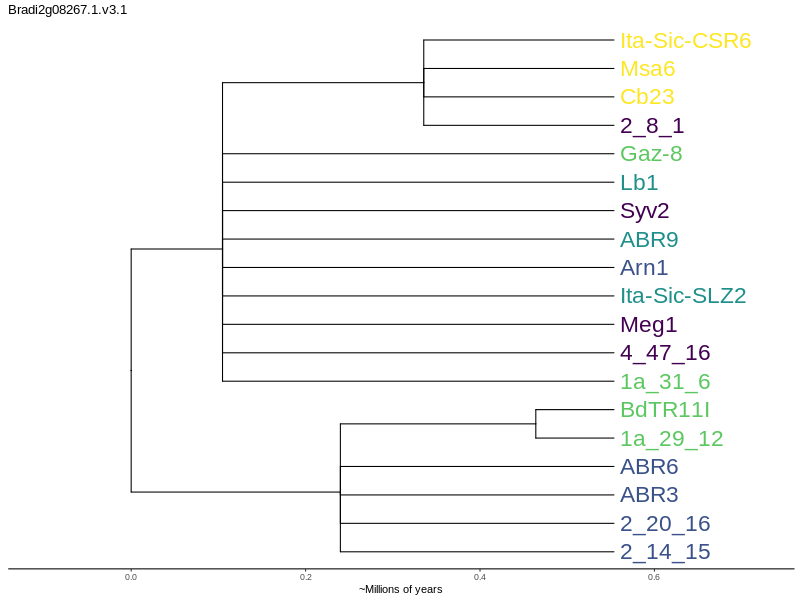 Bradi2g08267.1.v3.1
Ita-Sic-CSR6
Msa6
Cb23
2_8_1
Gaz-8
Lb1
Syv2
ABR9
Arn1
Ita-Sic-SLZ2
Meg1
4_47_16
1a_31_6
BdTR11I
1a_29_12
ABR6
ABR3
2_20_16
2_14_15
0.0 0.2 0.4 0.6
~Millions of years